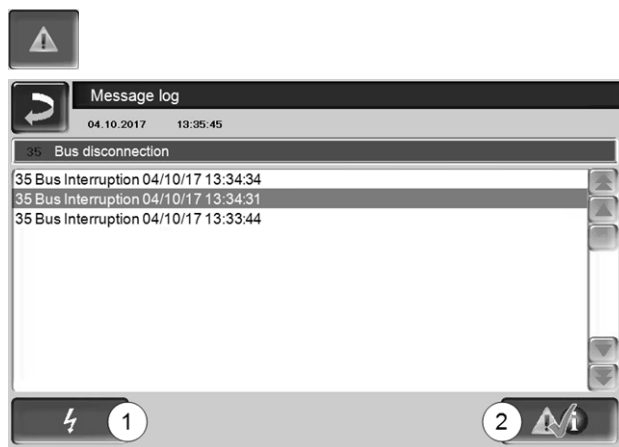 Message log
04.10.2017 13:35:45
35 Bus disconnection
35 Bus Interruption 04/10/17 13:34:34
35 Bus Interruption 04/10/17 13:34:31
35 Bus Interruption 04/10/17 13:33:44
1 2